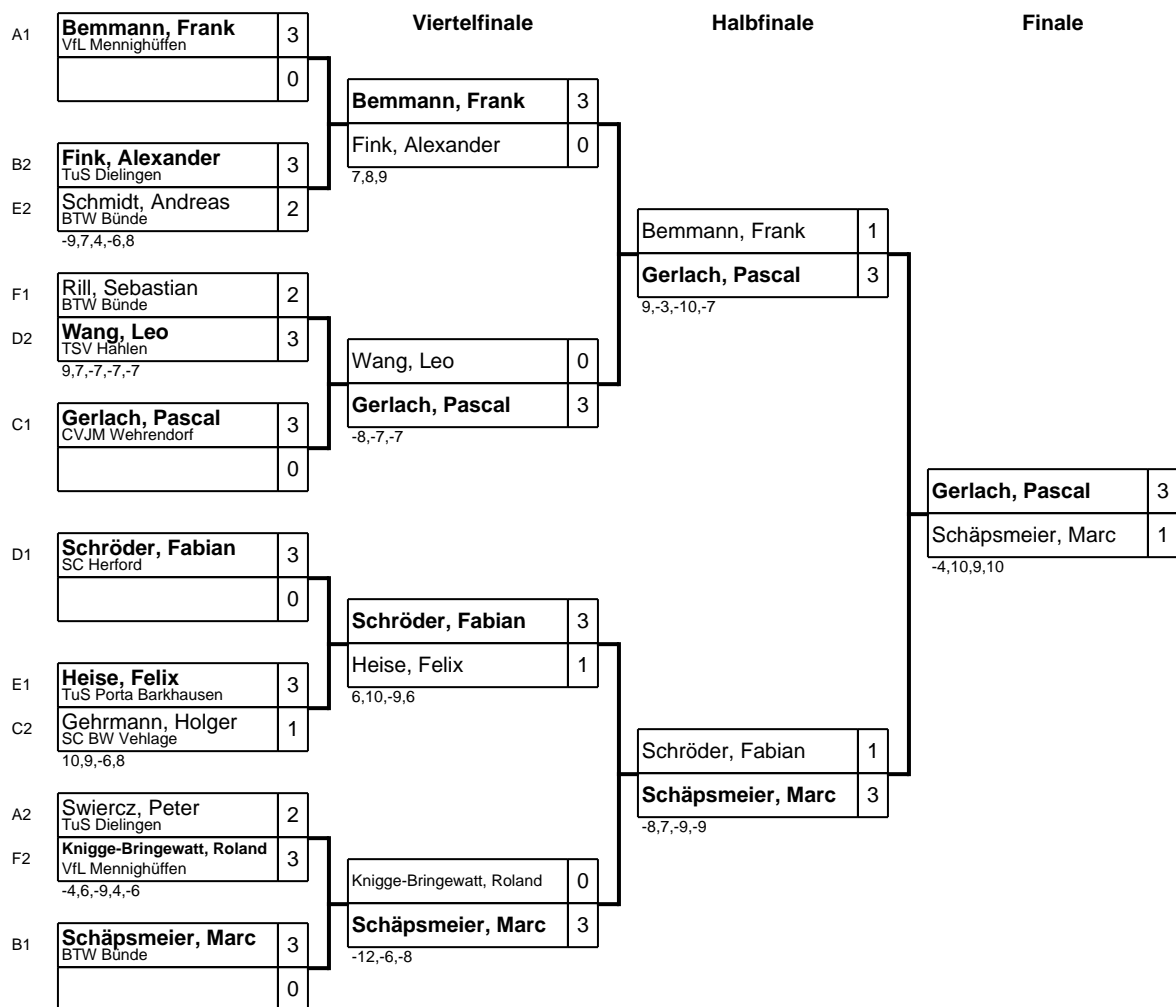 Viertelfinale
Halbfinale
Finale
A1
Bemmann, Frank
VfL Mennighüffen
3
0
B2
Fink, Alexander
TuS Dielingen
3
E2
Schmidt, Andreas
BTW Bünde
2
-9,7,4,-6,8
F1
Rill, Sebastian
BTW Bünde
2
D2
Wang, Leo
TSV Hahlen
3
9,7,-7,-7,-7
C1
Gerlach, Pascal
CVJM Wehrendorf
3
0
D1
Schröder, Fabian
SC Herford
3
0
E1
Heise, Felix
TuS Porta Barkhausen
3
C2
Gehrmann, Holger
SC BW Vehlage
1
10,9,-6,8
A2
Swiercz, Peter
TuS Dielingen
2
F2
Knigge-Bringewatt, Roland
VfL Mennighüffen
3
-4,6,-9,4,-6
B1
Schäpsmeier, Marc
BTW Bünde
3
0
Bemmann, Frank
3
Fink, Alexander
0
7,8,9
Wang, Leo
0
Gerlach, Pascal
3
-8,-7,-7
Schröder, Fabian
3
Heise, Felix
1
6,10,-9,6
Knigge-Bringewatt, Roland
0
Schäpsmeier, Marc
3
-12,-6,-8
Bemmann, Frank
1
Gerlach, Pascal
3
9,-3,-10,-7
Schröder, Fabian
1
Schäpsmeier, Marc
3
-8,7,-9,-9
Gerlach, Pascal
3
Schäpsmeier, Marc
1
-4,10,9,10